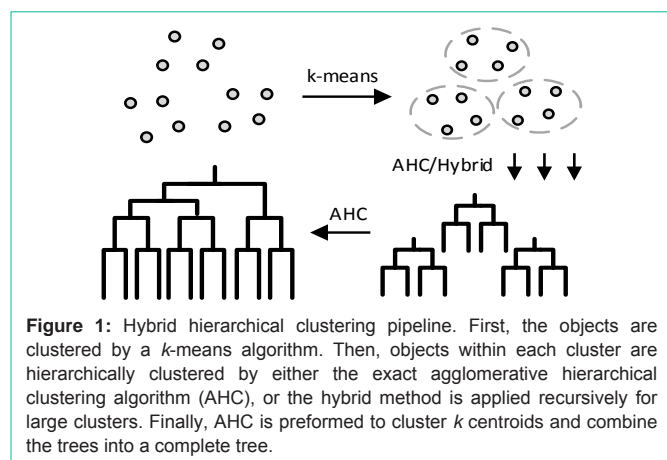 k-means
AHC/Hybrid
AHC
Figure 1: Hybrid hierarchical clustering pipeline. First, the objects are
clustered by a k-means algorithm. Then, objects within each cluster are
hierarchically clustered by either the exact agglomerative hierarchical
clustering algorithm (AHC), or the hybrid method is applied recursively for
large clusters. Finally, AHC is preformed to cluster k centroids and combine
the trees into a complete tree.